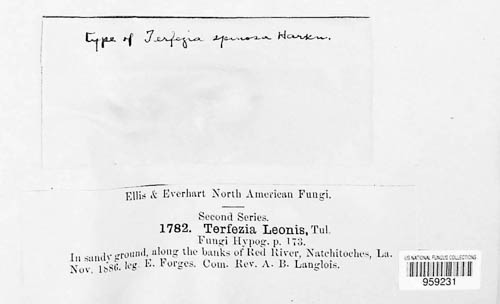 type of Terfezia spinosa Harkn.
Ellis & Everhart North American Fungi.
Second Series.
1782. Terfezia Leonis, Tul.
Fungi Hypog. p. 173.
In sandy ground, along the banks of Red River, Natchitoches, La.
Nov. 1886. leg. E. Forges. Com. Rev. A. B. Langlois.
US NATIONAL FUNGUS COLLECTIONS
959231